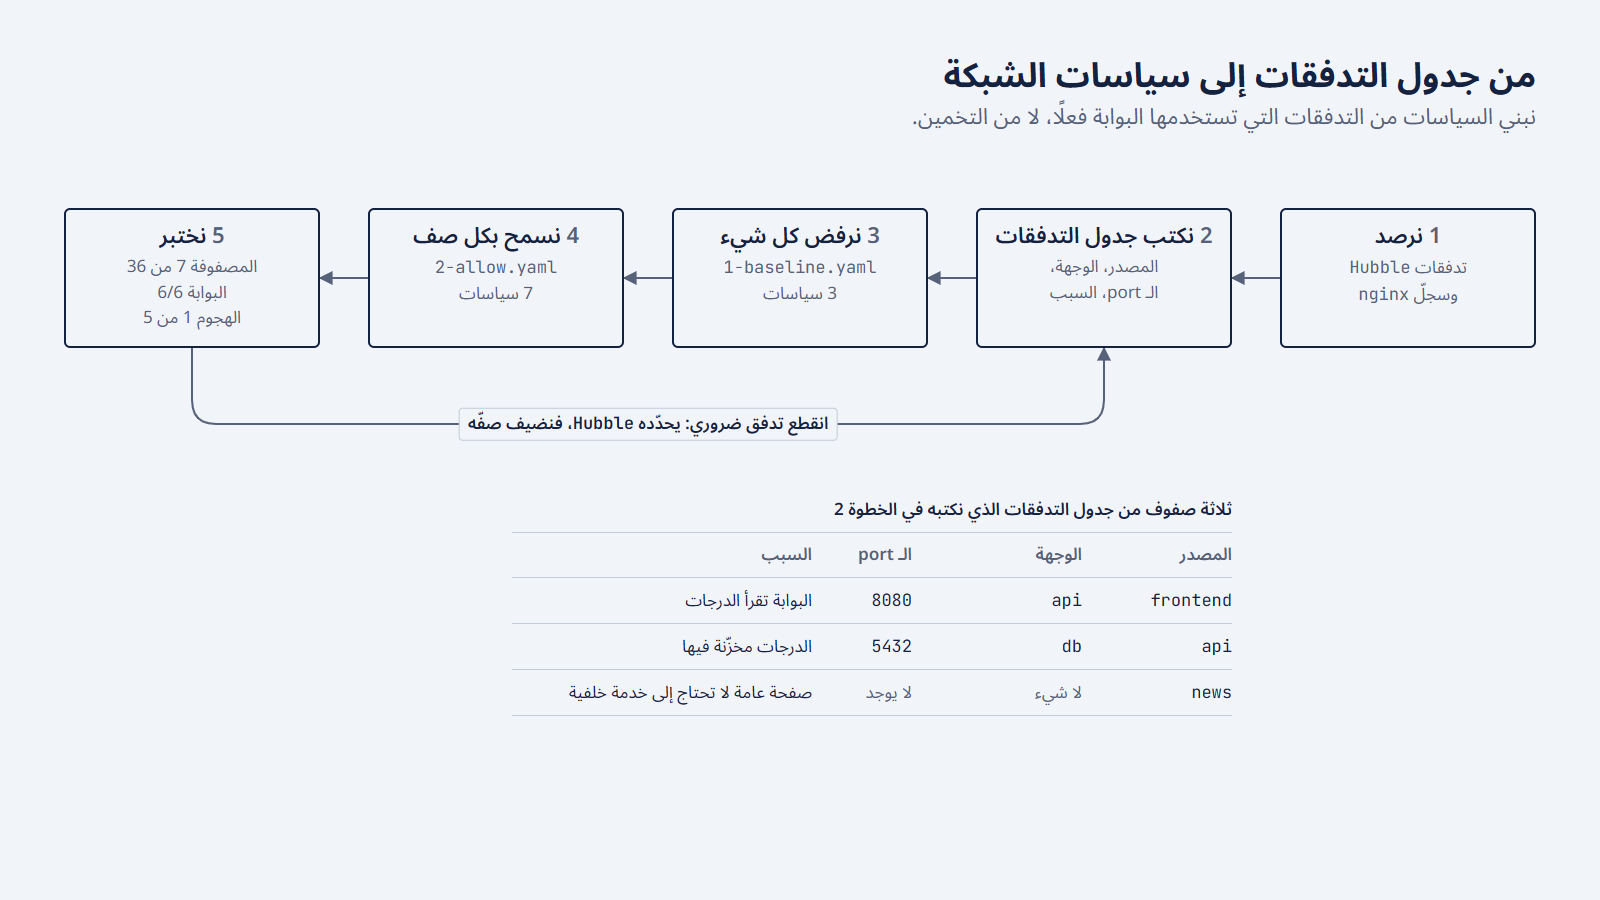 من جدول التدفقات إلى سياسات الشبكة
نبني السياسات من التدفقات التي تستخدمها البوابة فعلًا، لا من التخمين.
1 نرصد
تدفقات Hubble
وسجلّ nginx
2 نكتب جدول التدفقات
المصدر، الوجهة،
الـ port، السبب
3 نرفض كل شيء
1-baseline.yaml
3 سياسات
4 نسمح بكل صف
2-allow.yaml
7 سياسات
5 نختبر
المصفوفة 7 من 36
البوابة 6/6
الهجوم 1 من 5
انقطع تدفق ضروري: يحدّده Hubble، فنضيف صفّه
ثلاثة صفوف من جدول التدفقات الذي نكتبه في الخطوة 2
المصدر الوجهة الـ port السبب
frontend api 8080 البوابة تقرأ الدرجات
api db 5432 الدرجات مخزّنة فيها
news لا شيء لا يوجد صفحة عامة لا تحتاج إلى خدمة خلفية